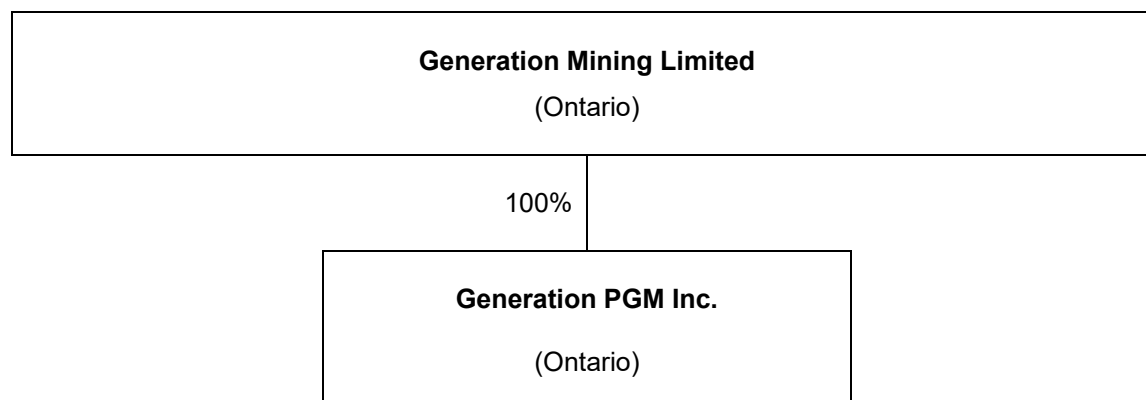 Generation Mining Limited
(Ontario)
100%
Generation PGM Inc.
(Ontario)